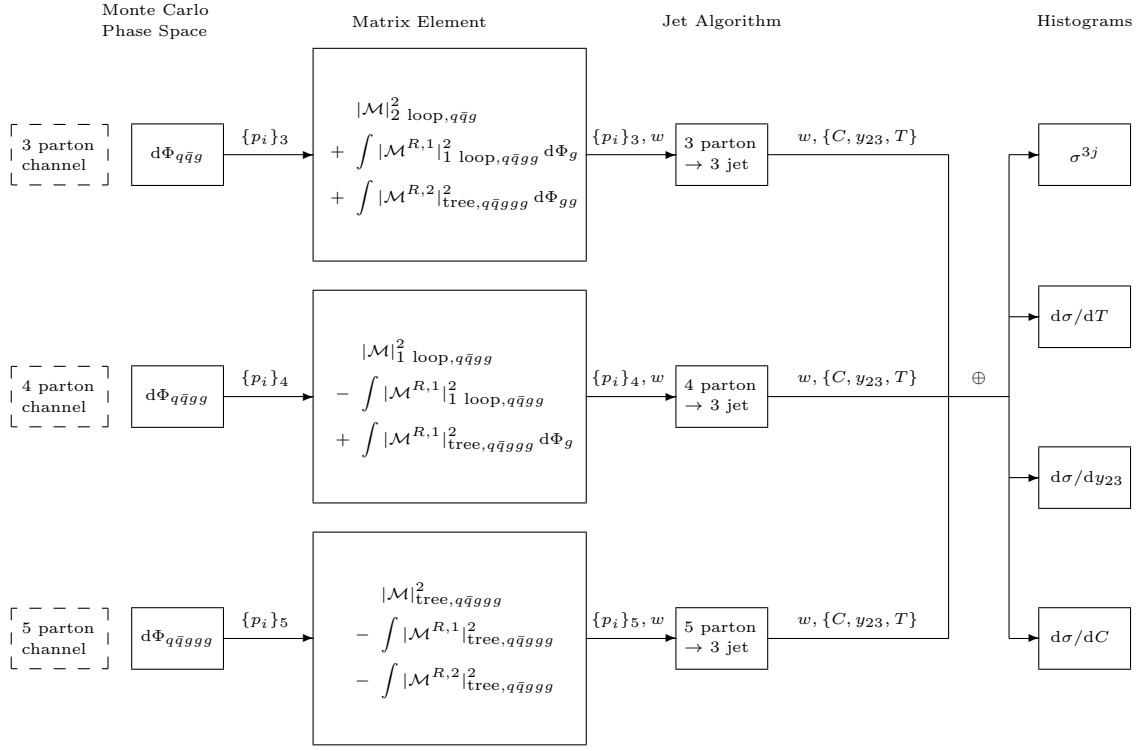 Monte Carlo
Phase Space
Matrix Element
Jet Algorithm
Histograms
3 parton
channel
dΦ_{qq̄g}
{p_i}_3
|ℳ|²_{2 loop,qq̄g}
+ ∫ |ℳ^{R,1}|²_{1 loop,qq̄gg} dΦ_g
+ ∫ |ℳ^{R,2}|²_{tree,qq̄ggg} dΦ_{gg}
{p_i}_3, w
3 parton
→ 3 jet
w, {C, y_{23}, T}
σ^{3j}
dσ/dT
4 parton
channel
dΦ_{qq̄gg}
{p_i}_4
|ℳ|²_{1 loop,qq̄gg}
− ∫ |ℳ^{R,1}|²_{1 loop,qq̄gg}
+ ∫ |ℳ^{R,1}|²_{tree,qq̄ggg} dΦ_g
{p_i}_4, w
4 parton
→ 3 jet
w, {C, y_{23}, T}
⊕
dσ/dy_{23}
5 parton
channel
dΦ_{qq̄ggg}
{p_i}_5
|ℳ|²_{tree,qq̄ggg}
− ∫ |ℳ^{R,1}|²_{tree,qq̄ggg}
− ∫ |ℳ^{R,2}|²_{tree,qq̄ggg}
{p_i}_5, w
5 parton
→ 3 jet
w, {C, y_{23}, T}
dσ/dC